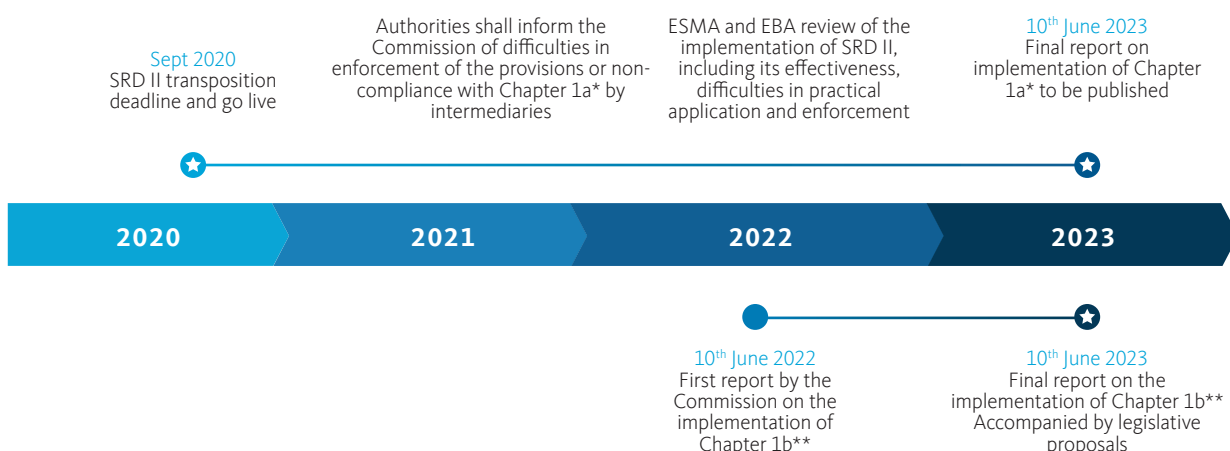 Sept 2020
SRD II transposition
deadline and go live
Authorities shall inform the
Commission of difficulties in
enforcement of the provisions or non-
compliance with Chapter 1a* by
intermediaries
ESMA and EBA review of the
implementation of SRD II,
including its effectiveness,
difficulties in practical
application and enforcement
10th June 2023
Final report on
implementation of Chapter
1a* to be published
2020
2021
2022
2023
10th June 2022
First report by the
Commission on the
implementation of
Chapter 1b**
10th June 2023
Final report on the
implementation of Chapter 1b**
Accompanied by legislative
proposals